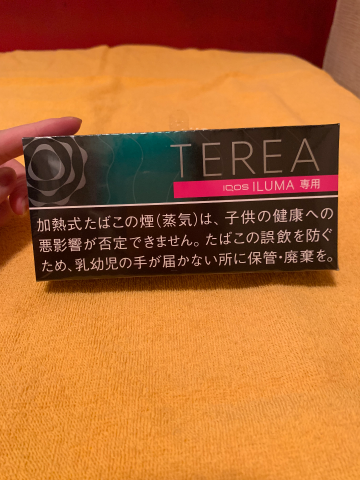 TEREA
IQOS ILUMA 専用
加熱式たばこの煙(蒸気)は、子供の健康への
悪影響が否定できません。たばこの誤飲を防ぐ
ため、乳幼児の手が届かない所に保管・廃棄を。